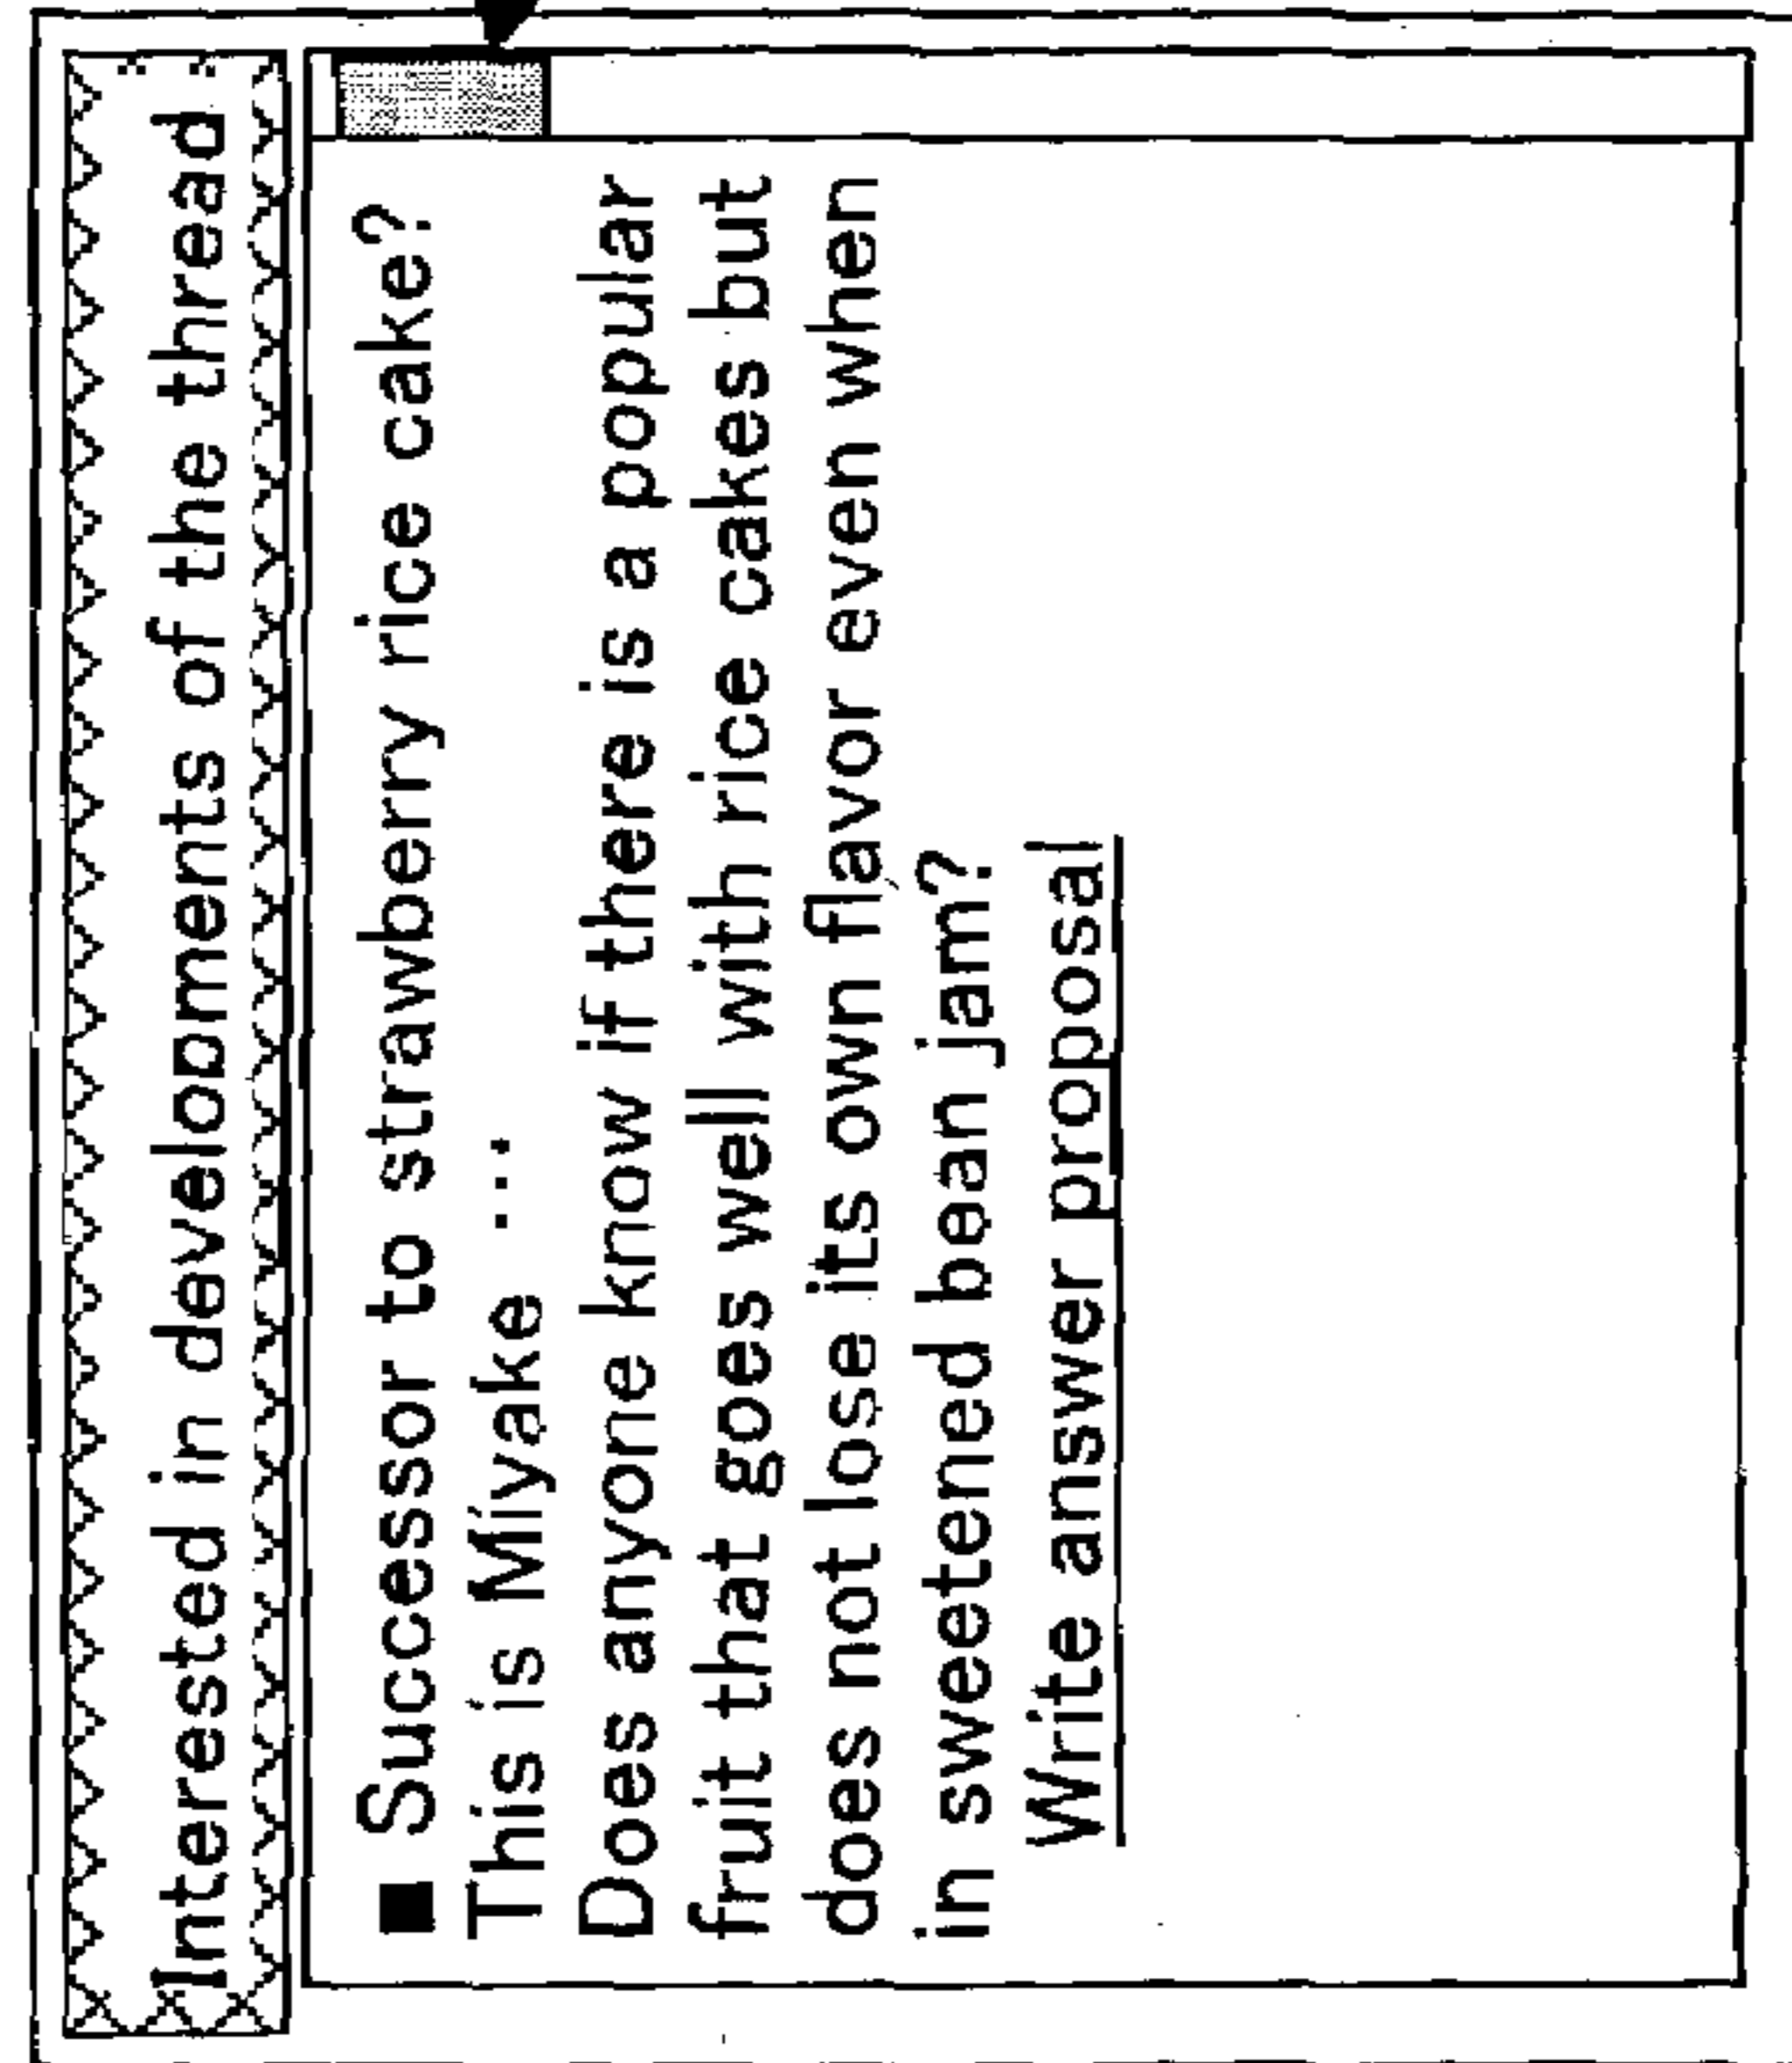 Interested in developments of the thread
■ Successor to strawberry rice cake?
This is Miyake ...
Does anyone know if there is a popular
fruit that goes well with rice cakes but
does not lose its own flavor even when
in sweetened bean jam?
Write answer proposal